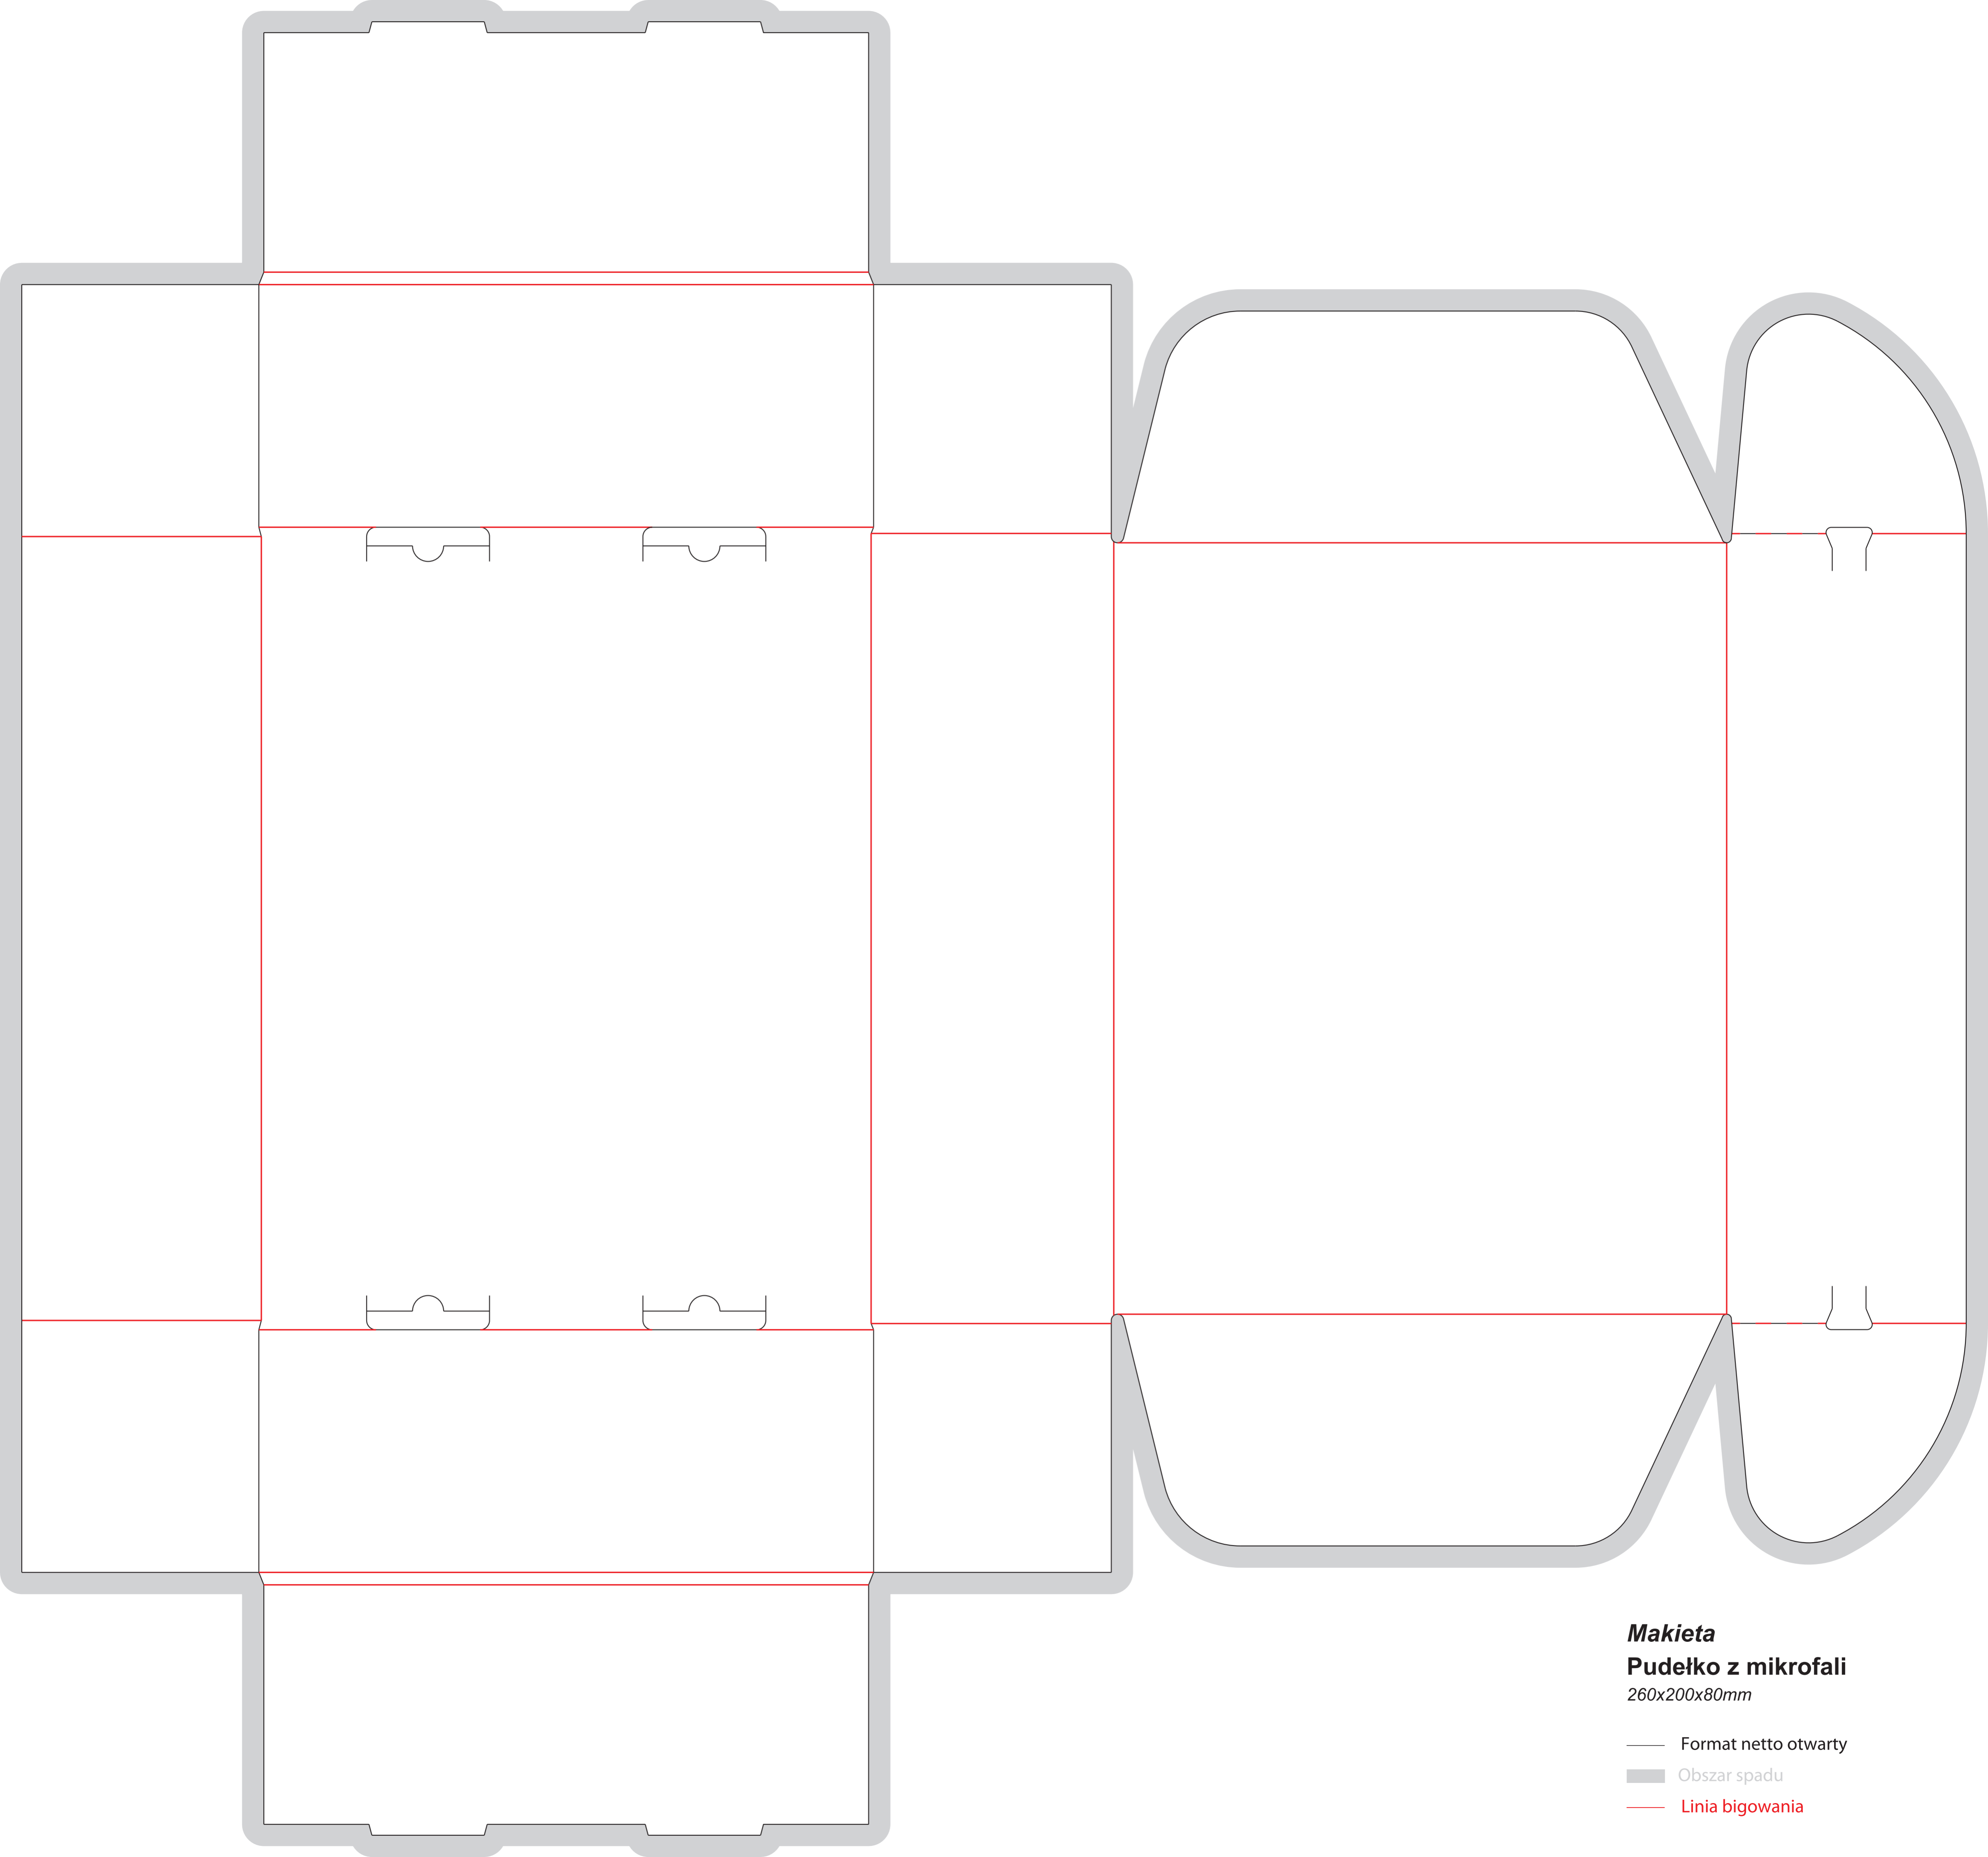 Makieta
Pudełko z mikrofali
260x200x80mm
Format netto otwarty
Obszar spadu
Linia bigowania